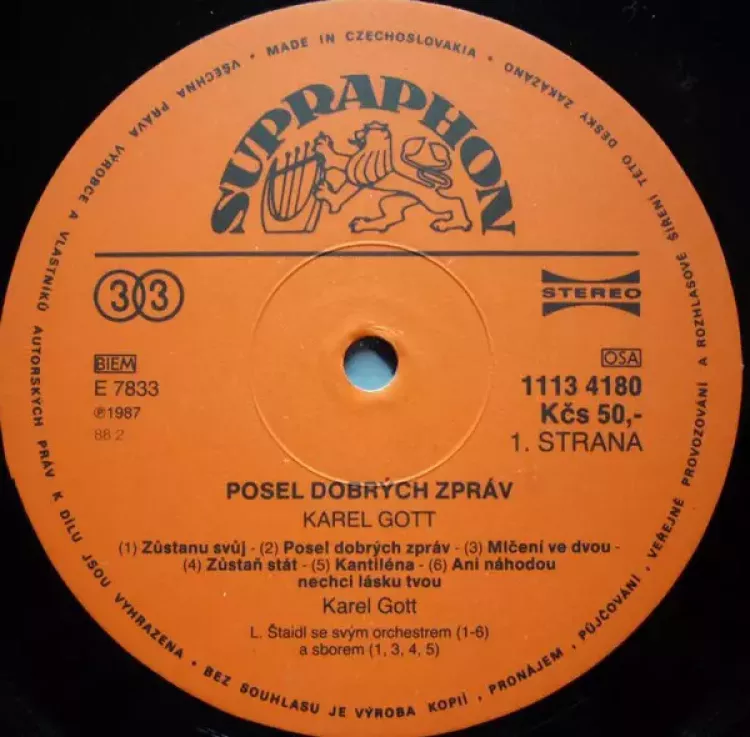 VŠECHNA PRÁVA VÝROBCE A VLASTNÍKŮ AUTORSKÝCH PRÁV K DÍLU JSOU VYHRAZENA • BEZ SOUHLASU JE VÝROBA KOPIÍ, PRONÁJEM, PŮJČOVÁNÍ, VEŘEJNÉ PROVOZOVÁNÍ A ROZHLASOVÉ ŠÍŘENÍ TÉTO DESKY ZAKÁZÁNO • MADE IN CZECHOSLOVAKIA •
SUPRAPHON
33
STEREO
BIEM
OSA
E 7833
1113 4180
℗1987
Kčs 50,-
88 2
1. STRANA
POSEL DOBRÝCH ZPRÁV
KAREL GOTT
(1) Zůstanu svůj - (2) Posel dobrých zpráv - (3) Mlčení ve dvou -
(4) Zůstaň stát - (5) Kantiléna - (6) Ani náhodou
nechci lásku tvou
Karel Gott
L. Štaidl se svým orchestrem (1-6)
a sborem (1, 3, 4, 5)